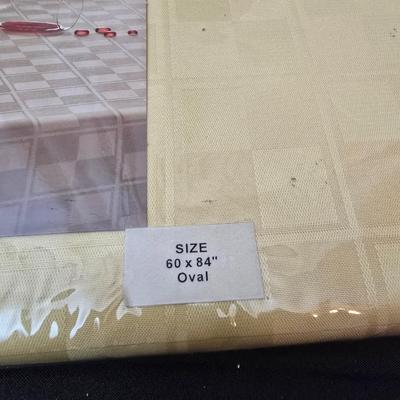 SIZE
60 x 84"
Oval